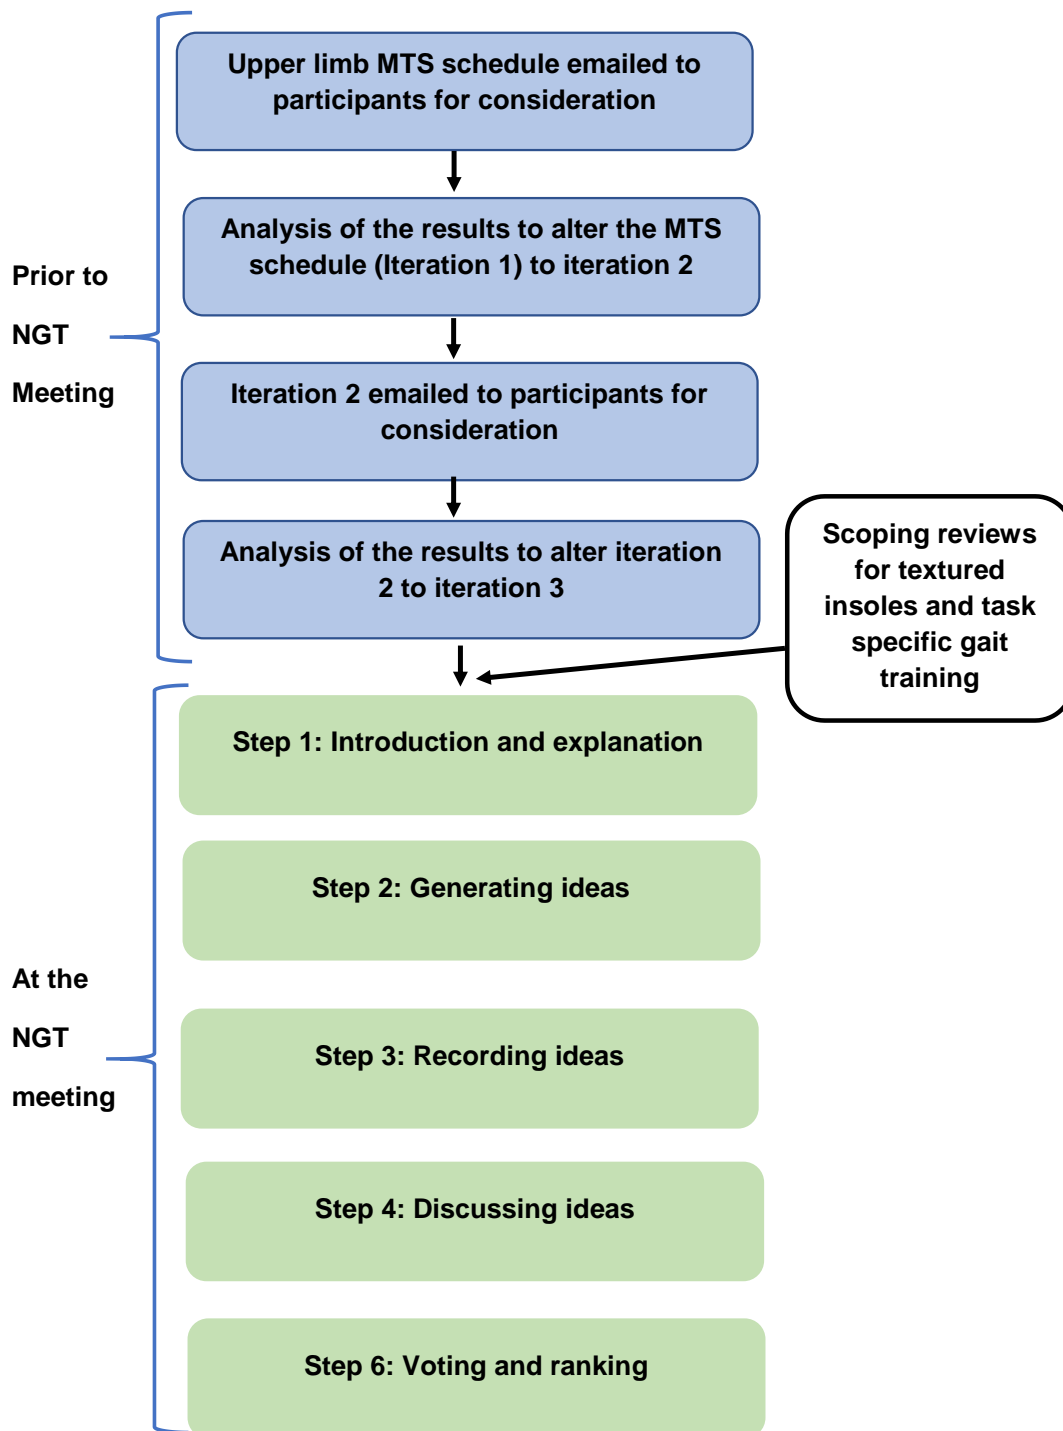 Upper limb MTS schedule emailed to
participants for consideration
Analysis of the results to alter the MTS
schedule (Iteration 1) to iteration 2
Prior to
NGT
Meeting
Iteration 2 emailed to participants for
consideration
Analysis of the results to alter iteration
2 to iteration 3
Scoping reviews
for textured
insoles and task
specific gait
training
Step 1: Introduction and explanation
Step 2: Generating ideas
At the
NGT
meeting
Step 3: Recording ideas
Step 4: Discussing ideas
Step 6: Voting and ranking